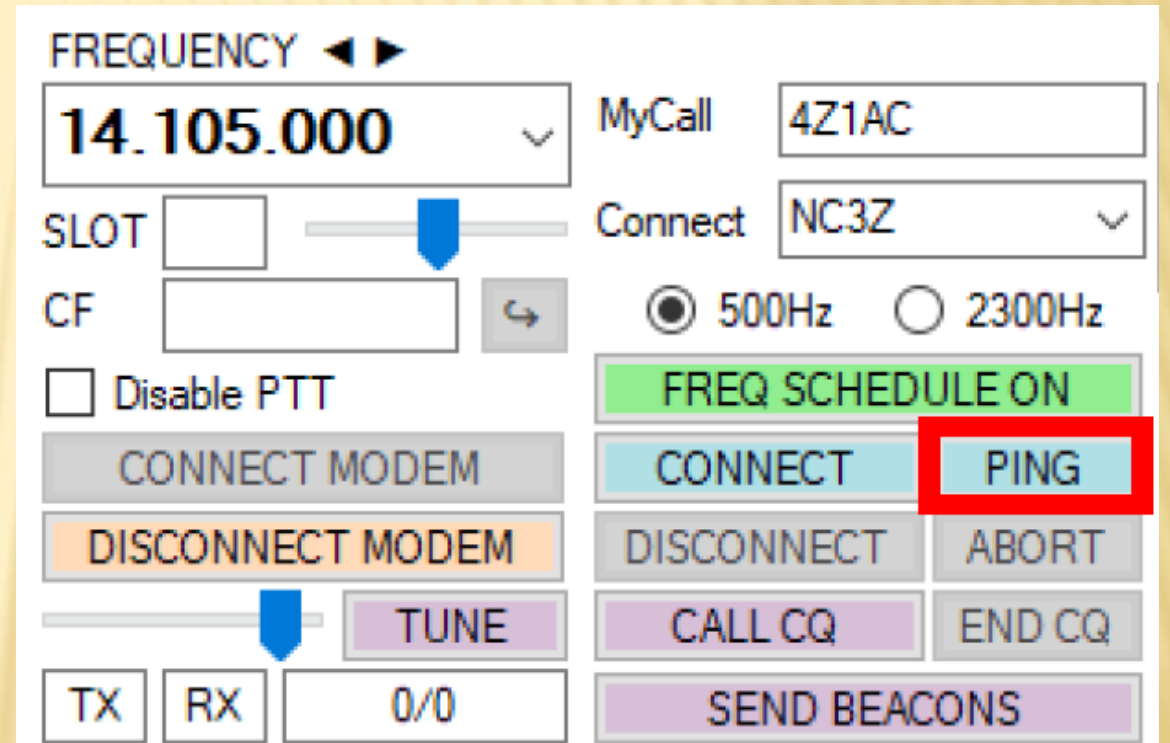 FREQUENCY ◄ ►
14.105.000
MyCall 4Z1AC
SLOT
Connect NC3Z
CF
500Hz 2300Hz
Disable PTT
FREQ SCHEDULE ON
CONNECT MODEM
CONNECT PING
DISCONNECT MODEM
DISCONNECT ABORT
TUNE
CALL CQ END CQ
TX RX 0/0
SEND BEACONS